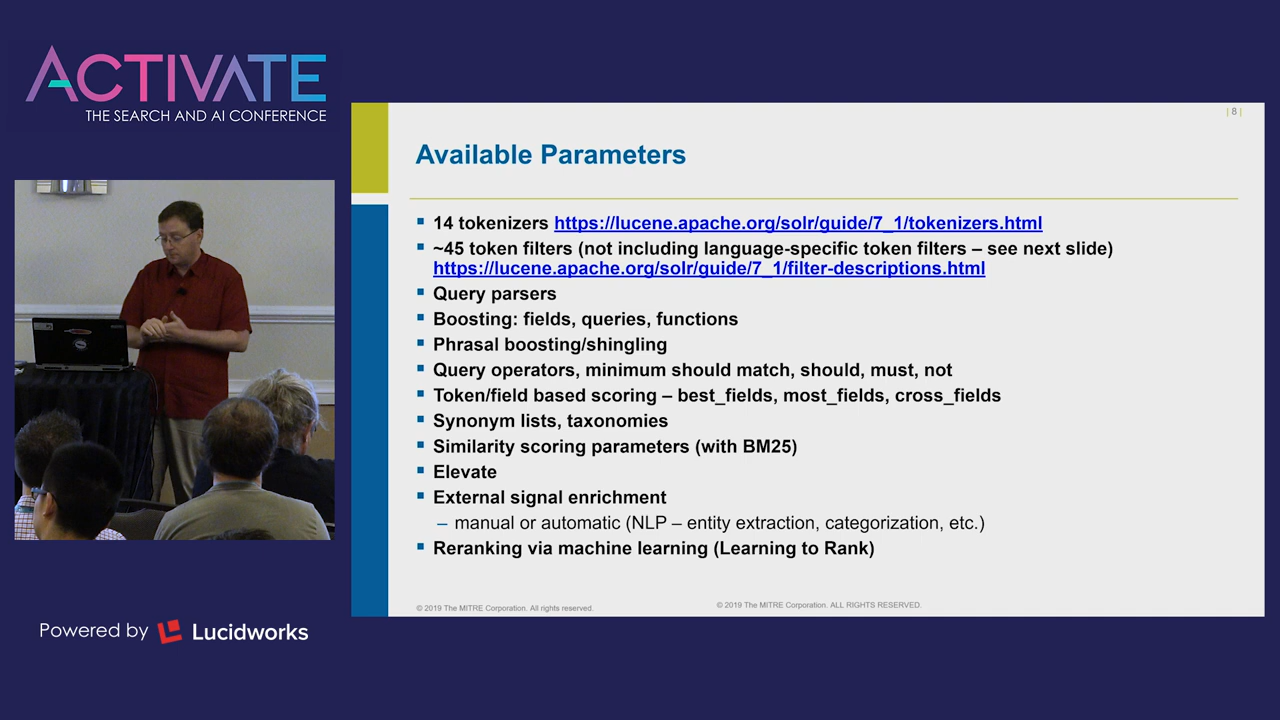 ACTIVATE
THE SEARCH AND AI CONFERENCE
| 8 |
Available Parameters
▪ 14 tokenizers https://lucene.apache.org/solr/guide/7_1/tokenizers.html
▪ ~45 token filters (not including language-specific token filters – see next slide)
https://lucene.apache.org/solr/guide/7_1/filter-descriptions.html
▪ Query parsers
▪ Boosting: fields, queries, functions
▪ Phrasal boosting/shingling
▪ Query operators, minimum should match, should, must, not
▪ Token/field based scoring – best_fields, most_fields, cross_fields
▪ Synonym lists, taxonomies
▪ Similarity scoring parameters (with BM25)
▪ Elevate
▪ External signal enrichment
– manual or automatic (NLP – entity extraction, categorization, etc.)
▪ Reranking via machine learning (Learning to Rank)
© 2019 The MITRE Corporation. All rights reserved.
© 2019 The MITRE Corporation. ALL RIGHTS RESERVED.
Powered by Lucidworks